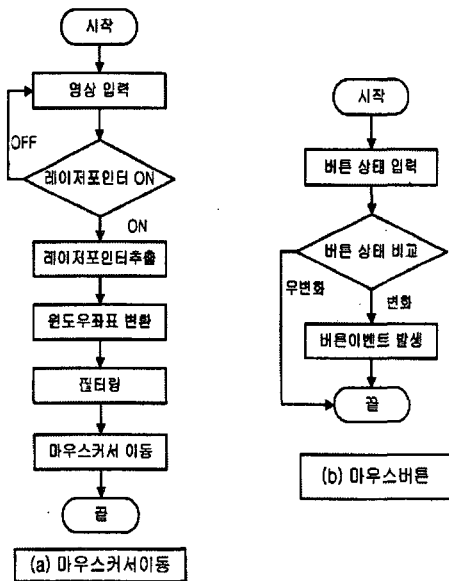 시작
영상 입력
OFF
레이저포인터 ON
ON
레이저포인터추출
윈도우좌표 변환
필터링
마우스커서 이동
끝
(a) 마우스커서이동
시작
버튼 상태 입력
버튼 상태 비교
무변화
변화
버튼이벤트 발생
끝
(b) 마우스버튼